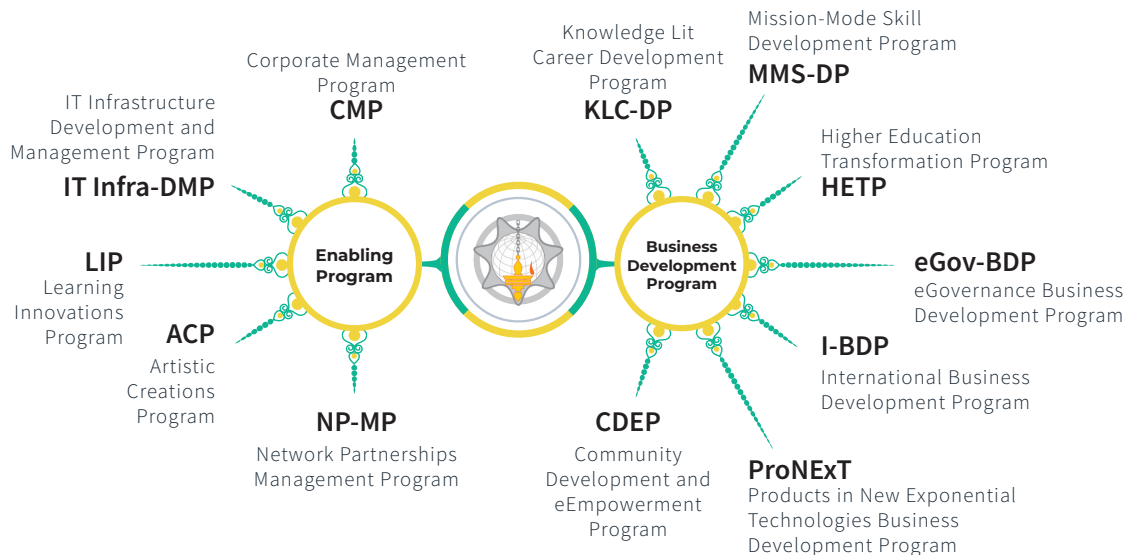 Corporate Management
Program
CMP
IT Infrastructure
Development and
Management Program
IT Infra-DMP
LIP
Learning
Innovations
Program
ACP
Artistic
Creations
Program
NP-MP
Network Partnerships
Management Program
Enabling
Program
Business
Development
Program
Knowledge Lit
Career Development
Program
KLC-DP
Mission-Mode Skill
Development Program
MMS-DP
Higher Education
Transformation Program
HETP
eGov-BDP
eGovernance Business
Development Program
I-BDP
International Business
Development Program
CDEP
Community
Development and
eEmpowerment
Program
ProNExT
Products in New Exponential
Technologies Business
Development Program